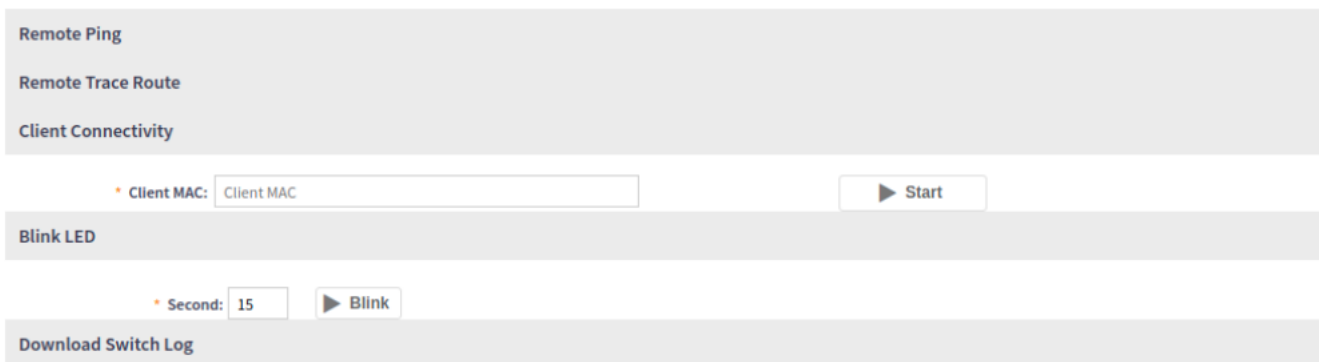 Remote Ping
Remote Trace Route
Client Connectivity
* Client MAC: Client MAC Start
Blink LED
* Second: 15 Blink
Download Switch Log